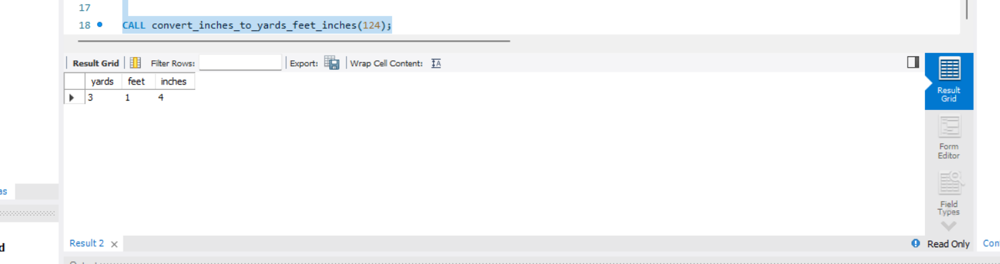 17
18 CALL convert_inches_to_yards_feet_inches(124);
Result Grid Filter Rows: Export: Wrap Cell Content:
yards feet inches
3 1 4
Result
Grid
Form
Editor
as
Field
Types
Result 2
Read Only